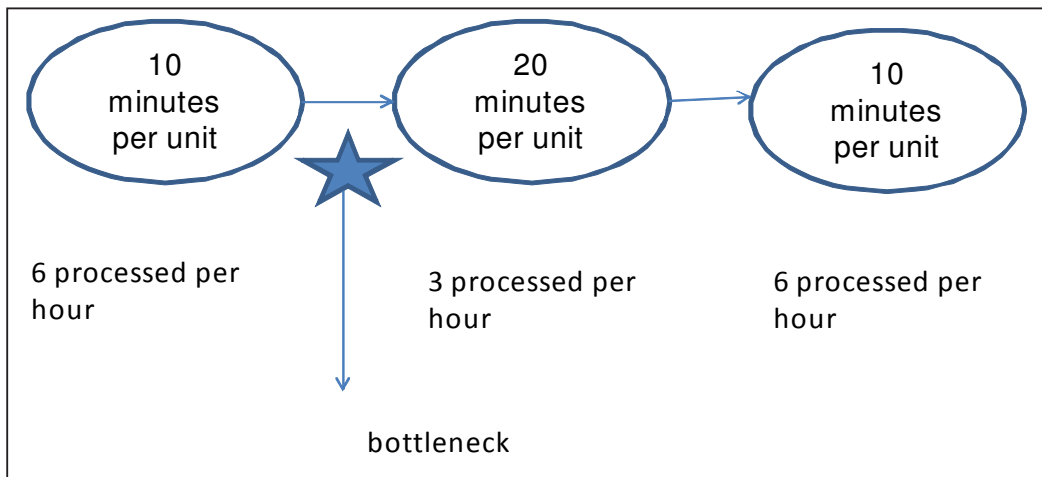 10
minutes
per unit
20
minutes
per unit
10
minutes
per unit
6 processed per
hour
3 processed per
hour
6 processed per
hour
bottleneck